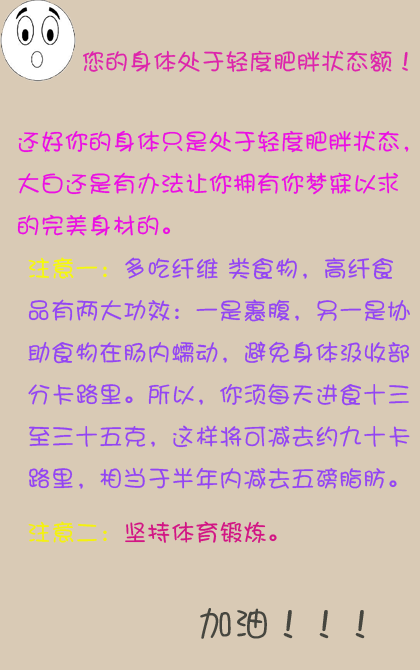 您的身体处于轻度肥胖状态额！
还好你的身体只是处于轻度肥胖状态，
大白还是有办法让你拥有你梦寐以求
的完美身材的。
注意一：多吃纤维 类食物，高纤食
品有两大功效：一是裹腹，另一是协
助食物在肠内蠕动，避免身体汲收部
分卡路里。所以，你须每天进食十三
至三十五克，这样将可减去约九十卡
路里，相当于半年内减去五磅脂肪。
注意二：坚持体育锻炼。
加油！！！